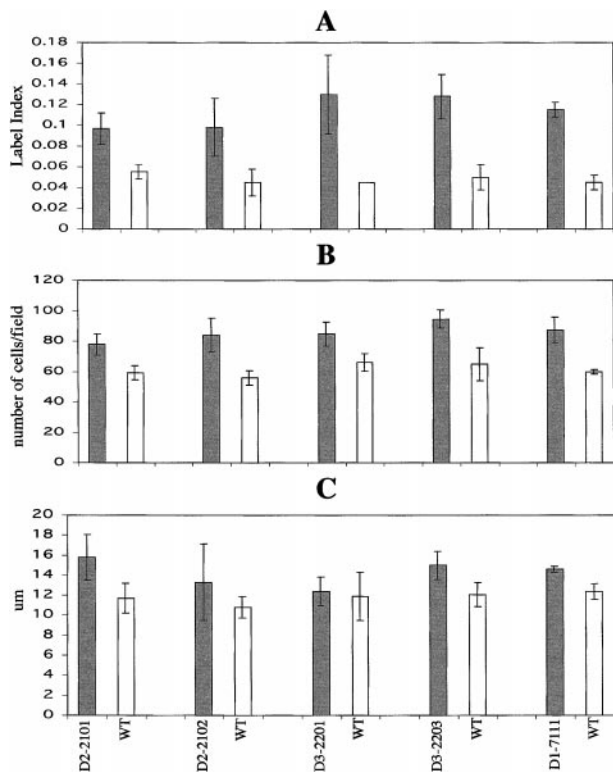 A
Label Index
0.18
0.16
0.14
0.12
0.1
0.08
0.06
0.04
0.02
0
B
number of cells/field
120
100
80
60
40
20
0
C
um
20
18
16
14
12
10
8
6
4
2
0
D2-2101
WT
D2-2102
WT
D3-2201
WT
D3-2203
WT
D1-7111
WT